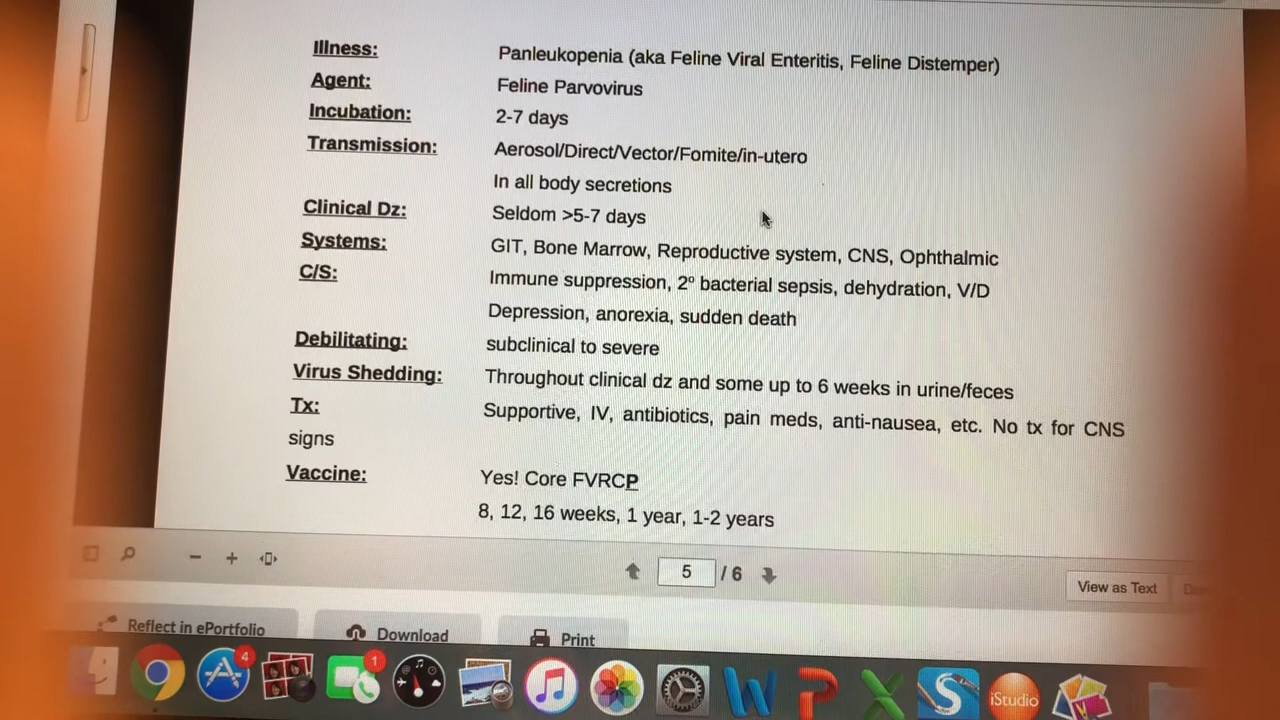 Illness: Panleukopenia (aka Feline Viral Enteritis, Feline Distemper)
Agent: Feline Parvovirus
Incubation: 2-7 days
Transmission: Aerosol/Direct/Vector/Fomite/in-utero
In all body secretions
Clinical Dz: Seldom >5-7 days
Systems: GIT, Bone Marrow, Reproductive system, CNS, Ophthalmic
C/S: Immune suppression, 2º bacterial sepsis, dehydration, V/D
Depression, anorexia, sudden death
Debilitating: subclinical to severe
Virus Shedding: Throughout clinical dz and some up to 6 weeks in urine/feces
Tx: Supportive, IV, antibiotics, pain meds, anti-nausea, etc. No tx for CNS
signs
Vaccine: Yes! Core FVRCP
8, 12, 16 weeks, 1 year, 1-2 years
5 / 6
View as Text
Reflect in ePortfolio Download Print
4 1
W P X S iStudio